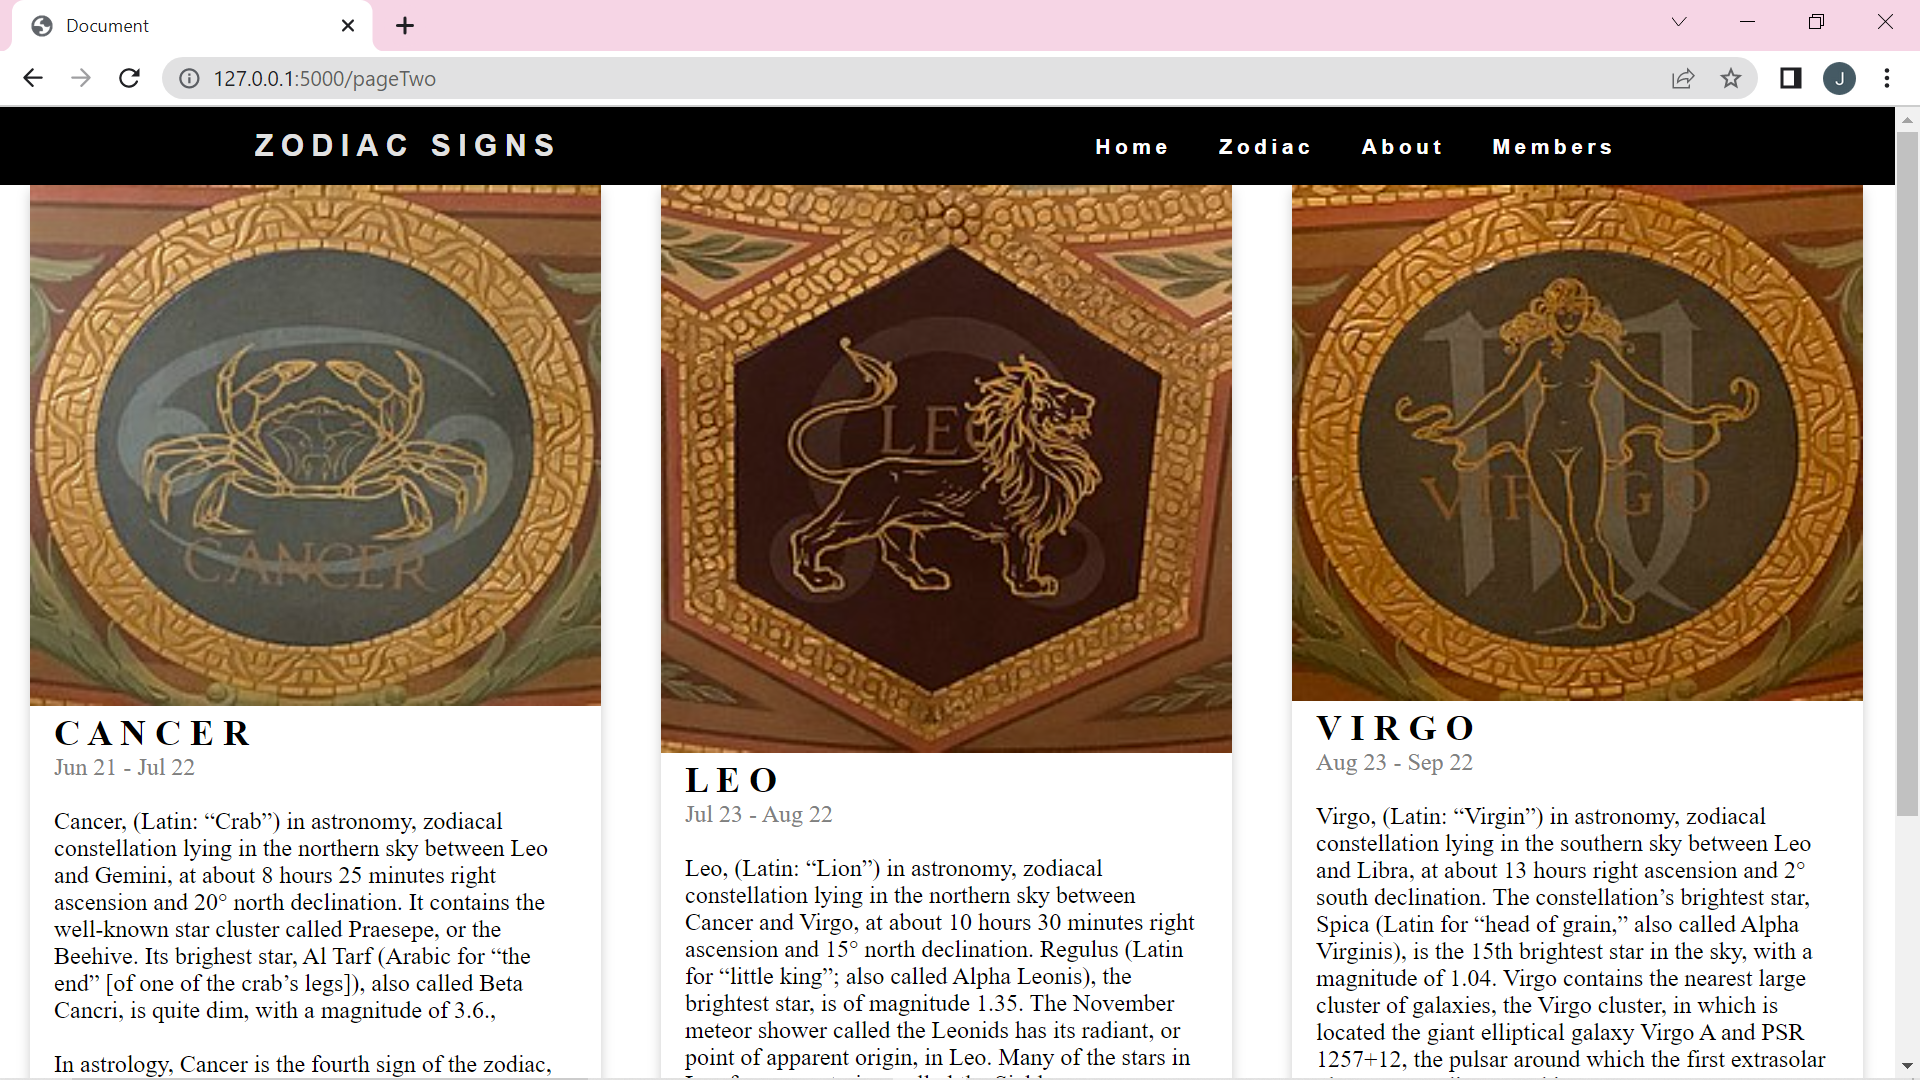 Document
127.0.0.1:5000/pageTwo
J
ZODIAC SIGNS
Home Zodiac About Members
CANCER
LEO
VIRGO
CANCER
Jun 21 - Jul 22
Cancer, (Latin: “Crab”) in astronomy, zodiacal
constellation lying in the northern sky between Leo
and Gemini, at about 8 hours 25 minutes right
ascension and 20° north declination. It contains the
well-known star cluster called Praesepe, or the
Beehive. Its brighest star, Al Tarf (Arabic for “the
end” [of one of the crab’s legs]), also called Beta
Cancri, is quite dim, with a magnitude of 3.6.,
In astrology, Cancer is the fourth sign of the zodiac,
LEO
Jul 23 - Aug 22
Leo, (Latin: “Lion”) in astronomy, zodiacal
constellation lying in the northern sky between
Cancer and Virgo, at about 10 hours 30 minutes right
ascension and 15° north declination. Regulus (Latin
for “little king”; also called Alpha Leonis), the
brightest star, is of magnitude 1.35. The November
meteor shower called the Leonids has its radiant, or
point of apparent origin, in Leo. Many of the stars in
VIRGO
Aug 23 - Sep 22
Virgo, (Latin: “Virgin”) in astronomy, zodiacal
constellation lying in the southern sky between Leo
and Libra, at about 13 hours right ascension and 2°
south declination. The constellation’s brightest star,
Spica (Latin for “head of grain,” also called Alpha
Virginis), is the 15th brightest star in the sky, with a
magnitude of 1.04. Virgo contains the nearest large
cluster of galaxies, the Virgo cluster, in which is
located the giant elliptical galaxy Virgo A and PSR
1257+12, the pulsar around which the first extrasolar